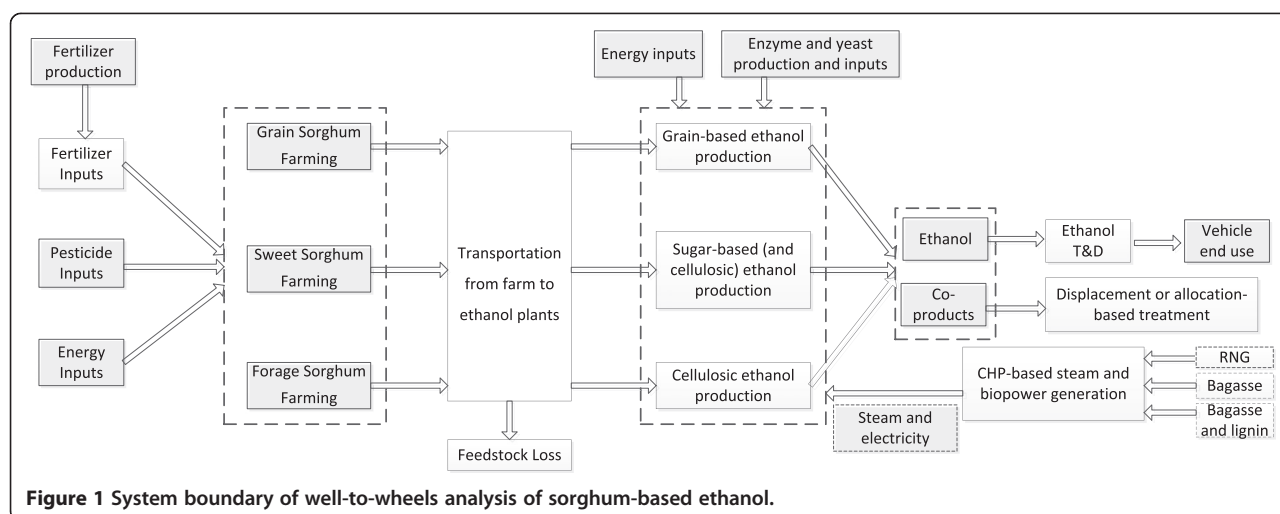 Fertilizer
production
Energy inputs
Enzyme and yeast
production and inputs
Fertilizer
Inputs
Pesticide
Inputs
Energy
Inputs
Grain Sorghum
Farming
Sweet Sorghum
Farming
Forage Sorghum
Farming
Transportation
from farm to
ethanol plants
Feedstock Loss
Grain-based ethanol
production
Sugar-based (and
cellulosic) ethanol
production
Cellulosic ethanol
production
Ethanol
Co-
products
Ethanol
T&D
Vehicle
end use
Displacement or allocation-
based treatment
CHP-based steam and
biopower generation
RNG
Bagasse
Bagasse
and lignin
Steam and
electricity
Figure 1 System boundary of well-to-wheels analysis of sorghum-based ethanol.